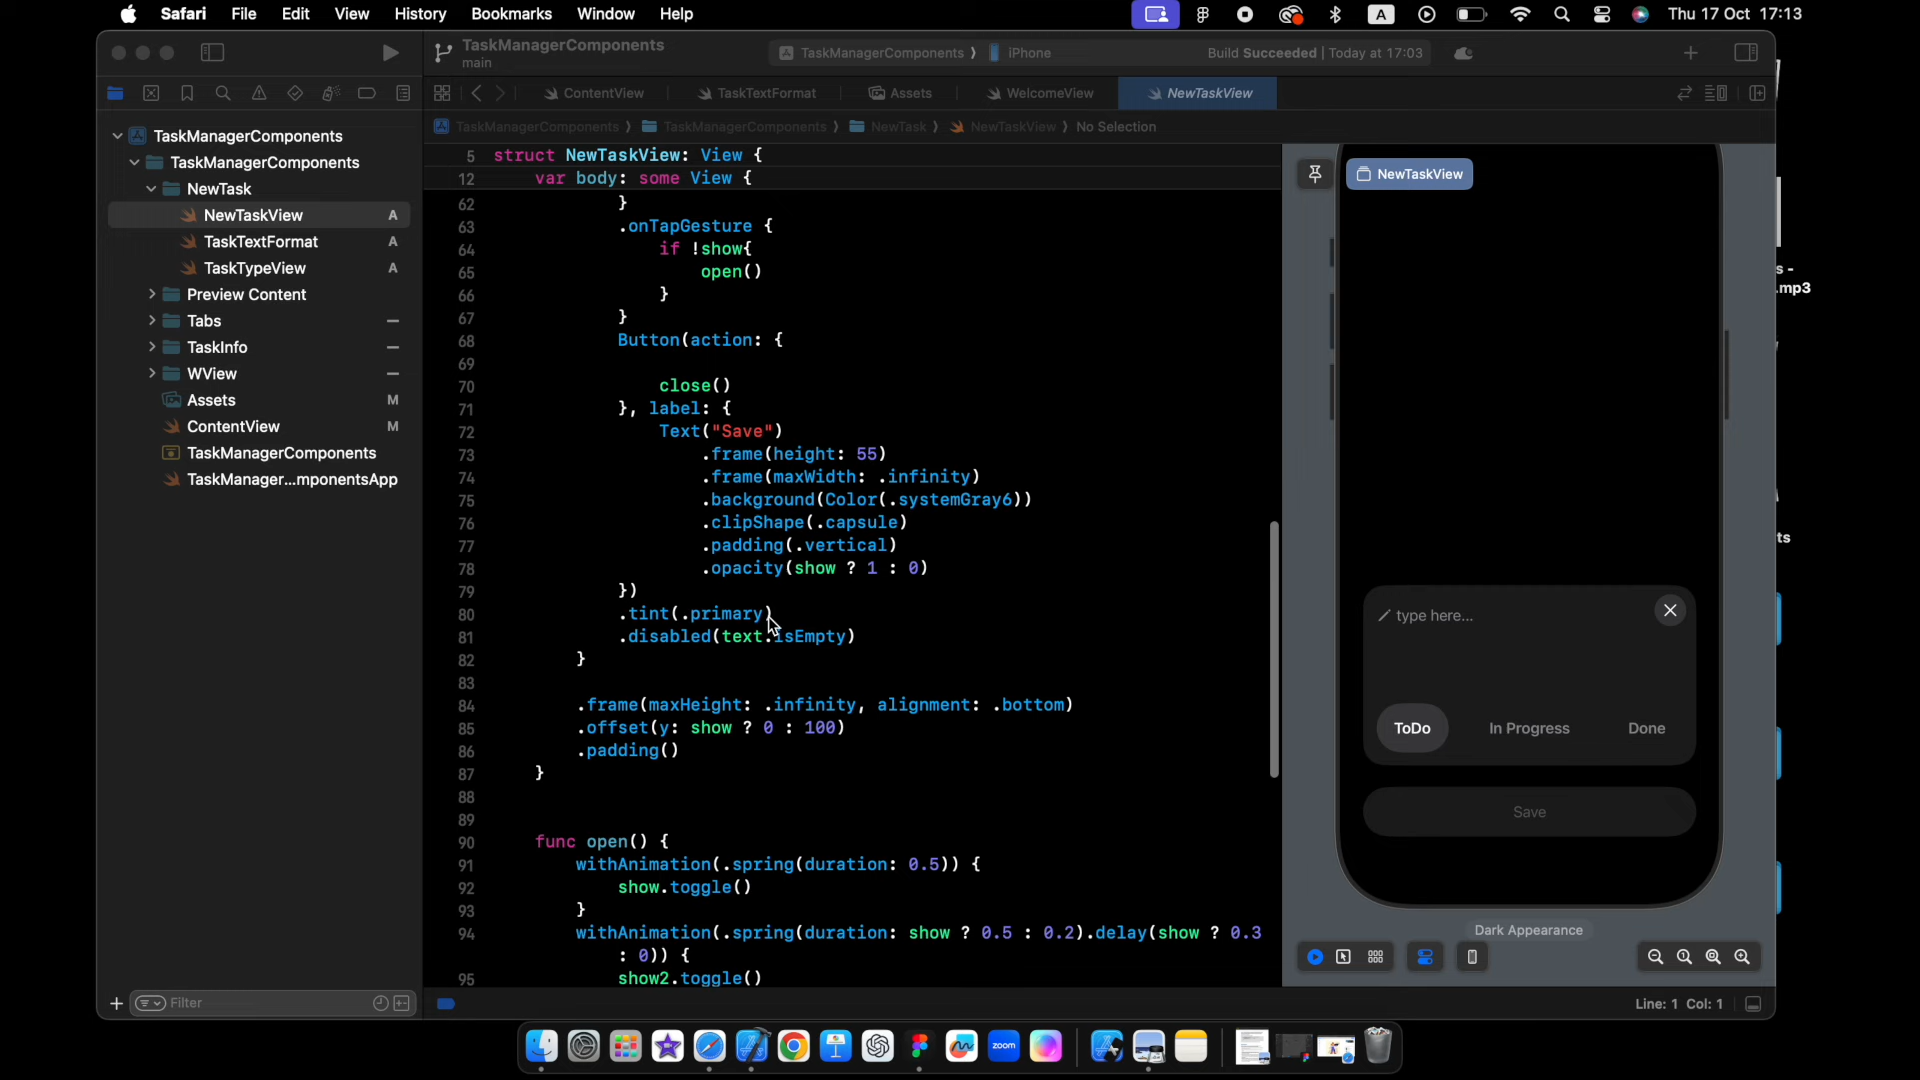 Safari File Edit View History Bookmarks Window Help
A
Thu 17 Oct 17:13
TaskManagerComponents
main
TaskManagerComponents
iPhone
Build Succeeded | Today at 17:03
ContentView
TaskTextFormat
Assets
WelcomeView
NewTaskView
TaskManagerComponents
TaskManagerComponents
NewTask
NewTaskView
No Selection
TaskManagerComponents
TaskManagerComponents
NewTask
NewTaskView A
TaskTextFormat A
TaskTypeView A
Preview Content
Tabs
TaskInfo
WView
Assets M
ContentView M
TaskManagerComponents
TaskManager...mponentsApp
Filter
5 struct NewTaskView: View {
12 var body: some View {
62 }
63 .onTapGesture {
64 if !show{
65 open()
66 }
67 }
68 Button(action: {
69
70 close()
71 }, label: {
72 Text("Save")
73 .frame(height: 55)
74 .frame(maxWidth: .infinity)
75 .background(Color(.systemGray6))
76 .clipShape(.capsule)
77 .padding(.vertical)
78 .opacity(show ? 1 : 0)
79 })
80 .tint(.primary)
81 .disabled(text.isEmpty)
82 }
83
84 .frame(maxHeight: .infinity, alignment: .bottom)
85 .offset(y: show ? 0 : 100)
86 .padding()
87 }
88
89
90 func open() {
91 withAnimation(.spring(duration: 0.5)) {
92 show.toggle()
93 }
94 withAnimation(.spring(duration: show ? 0.5 : 0.2).delay(show ? 0.3
: 0)) {
95 show2.toggle()
NewTaskView
type here...
ToDo
In Progress
Done
Save
Dark Appearance
Line: 1 Col: 1
s -
.mp3
ts
zoom